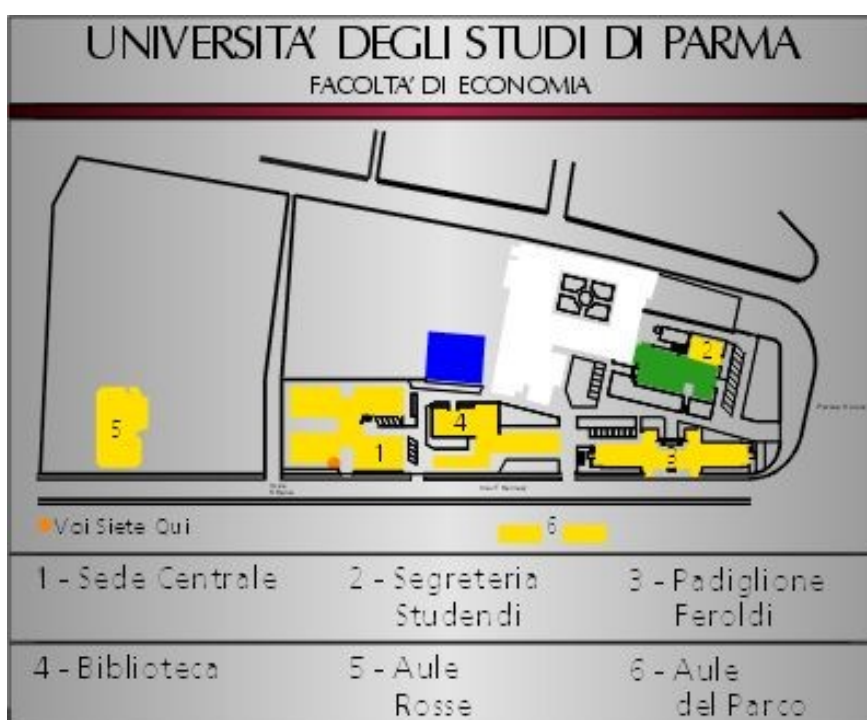 UNIVERSITA' DEGLI STUDI DI PARMA
FACOLTA' DI ECONOMIA
2
5
4
1
3
Voi Siete Qui
6
1 - Sede Centrale
2 - Segreteria
Studendi
3 - Padiglione
Feroldi
4 - Biblioteca
5 - Aule
Rosse
6 - Aule
del Parco